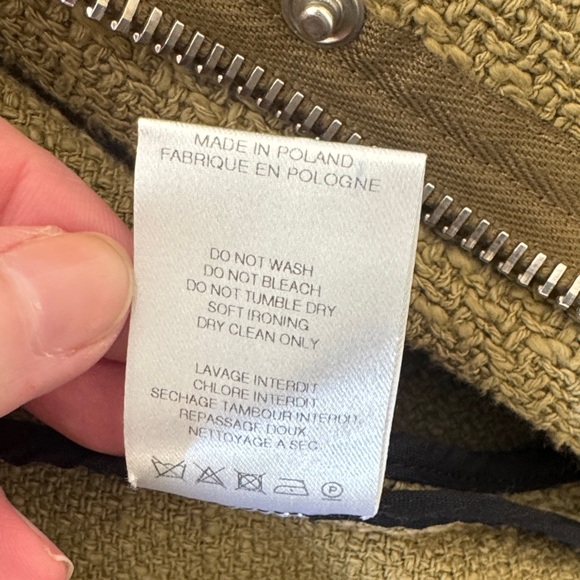 MADE IN POLAND
FABRIQUE EN POLOGNE
DO NOT WASH
DO NOT BLEACH
DO NOT TUMBLE DRY
SOFT IRONING
DRY CLEAN ONLY
LAVAGE INTERDIT
CHLORE INTERDIT
SECHAGE TAMBOUR INTERDIT
REPASSAGE DOUX
NETTOYAGE A SEC
P